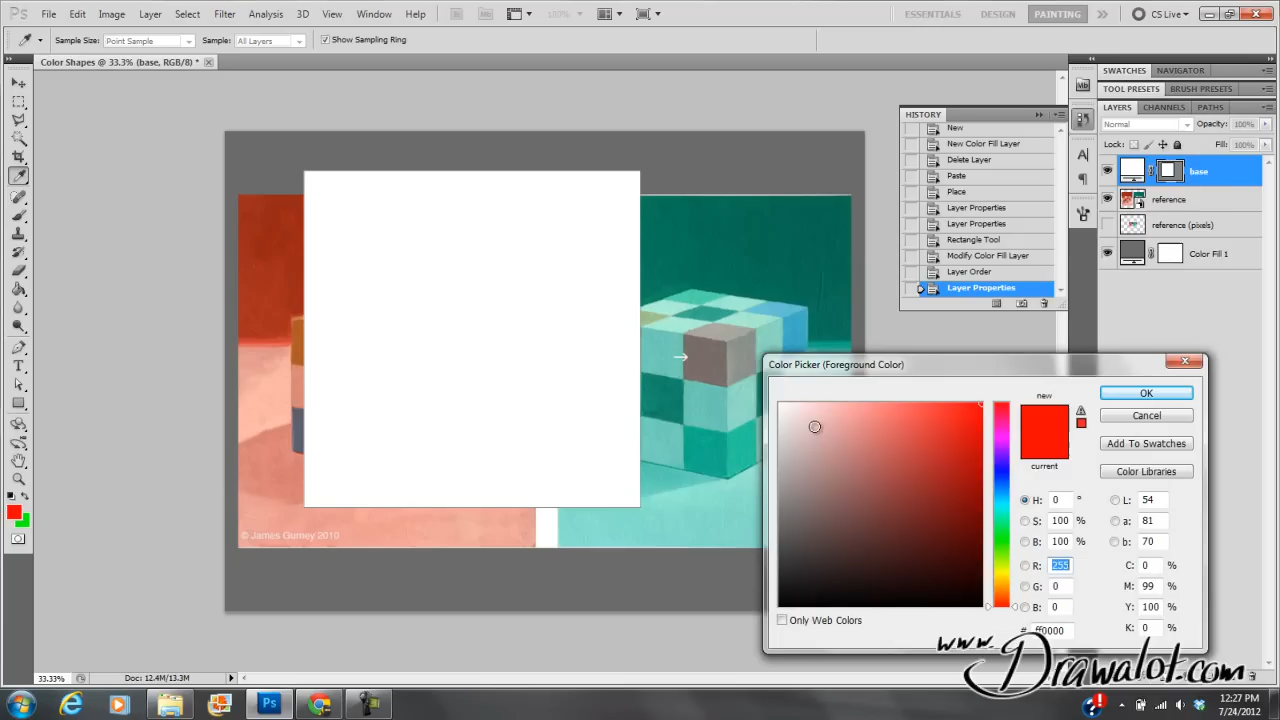 Ps File Edit Image Layer Select Filter Analysis 3D View Window Help Br Mb 180% ESSENTIALS DESIGN PAINTING CS Live
Sample Size: Point Sample Sample: All Layers Show Sampling Ring
Color Shapes @ 33.3% (base, RGB/8) *
HISTORY
New
New Color Fill Layer
Delete Layer
Paste
Place
Layer Properties
Layer Properties
Rectangle Tool
Modify Color Fill Layer
Layer Order
Layer Properties
Mb
SWATCHES NAVIGATOR
TOOL PRESETS BRUSH PRESETS
LAYERS CHANNELS PATHS
Normal Opacity: 100%
Lock: Fill: 100%
base
reference
reference (pixels)
Color Fill 1
© James Gurney 2010
Color Picker (Foreground Color)
new
current
OK
Cancel
Add To Swatches
Color Libraries
H: 0 ° L: 54
S: 100 % a: 81
B: 100 % b: 70
R: 255 C: 0 %
G: 0 M: 99 %
B: 0 Y: 100 %
# ff0000 K: 0 %
Only Web Colors
www.Drawalot.com
33.33% Doc: 12.4M/13.3M
Ps
12:27 PM
7/24/2012